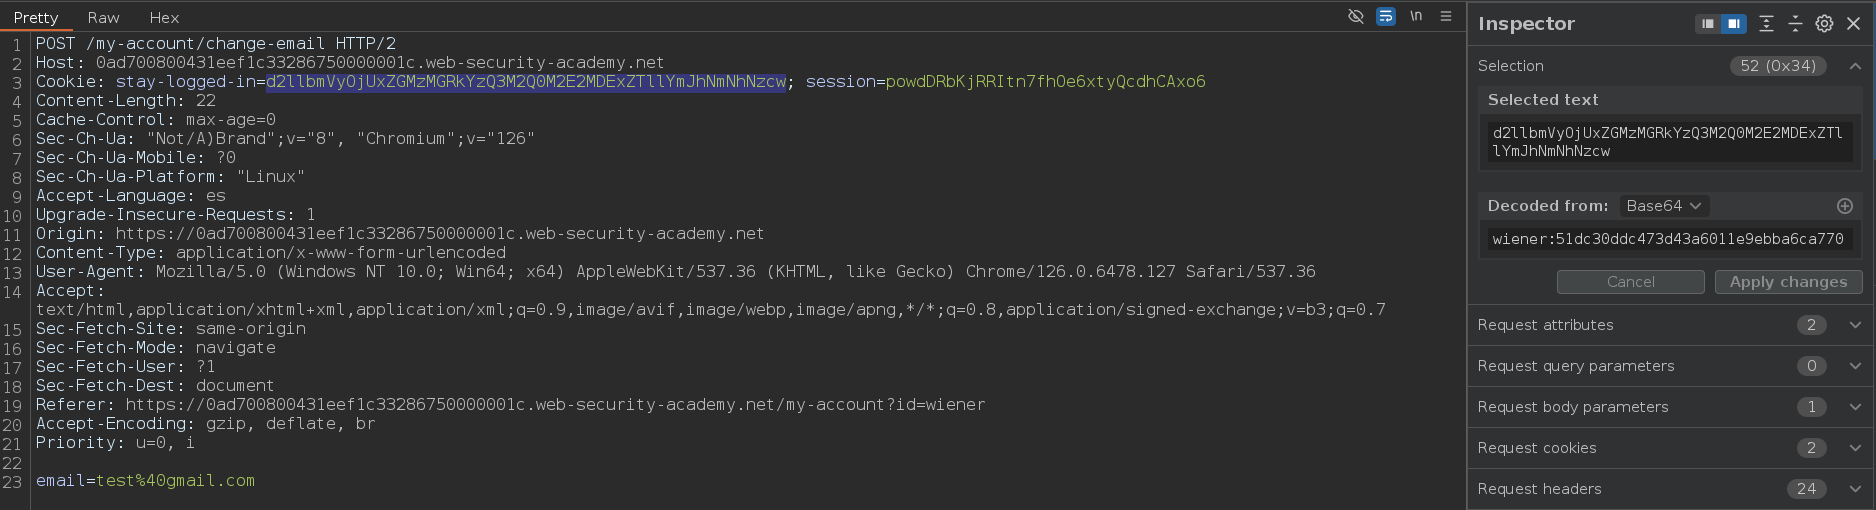 Pretty Raw Hex
\n
1 POST /my-account/change-email HTTP/2
2 Host: 0ad700800431eef1c33286750000001c.web-security-academy.net
3 Cookie: stay-logged-in=d2llbmVyOjUxZGMzMGRkYzQ3M2Q0M2E2MDExZTllYmJhNmNhNzcw; session=powdDRbKjRRItn7fhOe6xtyQcdhCAxo6
4 Content-Length: 22
5 Cache-Control: max-age=0
6 Sec-Ch-Ua: "Not/A)Brand";v="8", "Chromium";v="126"
7 Sec-Ch-Ua-Mobile: ?0
8 Sec-Ch-Ua-Platform: "Linux"
9 Accept-Language: es
10 Upgrade-Insecure-Requests: 1
11 Origin: https://0ad700800431eef1c33286750000001c.web-security-academy.net
12 Content-Type: application/x-www-form-urlencoded
13 User-Agent: Mozilla/5.0 (Windows NT 10.0; Win64; x64) AppleWebKit/537.36 (KHTML, like Gecko) Chrome/126.0.6478.127 Safari/537.36
14 Accept:
text/html,application/xhtml+xml,application/xml;q=0.9,image/avif,image/webp,image/apng,*/*;q=0.8,application/signed-exchange;v=b3;q=0.7
15 Sec-Fetch-Site: same-origin
16 Sec-Fetch-Mode: navigate
17 Sec-Fetch-User: ?1
18 Sec-Fetch-Dest: document
19 Referer: https://0ad700800431eef1c33286750000001c.web-security-academy.net/my-account?id=wiener
20 Accept-Encoding: gzip, deflate, br
21 Priority: u=0, i
22
23 email=test%40gmail.com
Inspector
Selection 52 (0x34)
Selected text
d2llbmVyOjUxZGMzMGRkYzQ3M2Q0M2E2MDExZTl
lYmJhNmNhNzcw
Decoded from: Base64
wiener:51dc30ddc473d43a6011e9ebba6ca770
Cancel Apply changes
Request attributes 2
Request query parameters 0
Request body parameters 1
Request cookies 2
Request headers 24